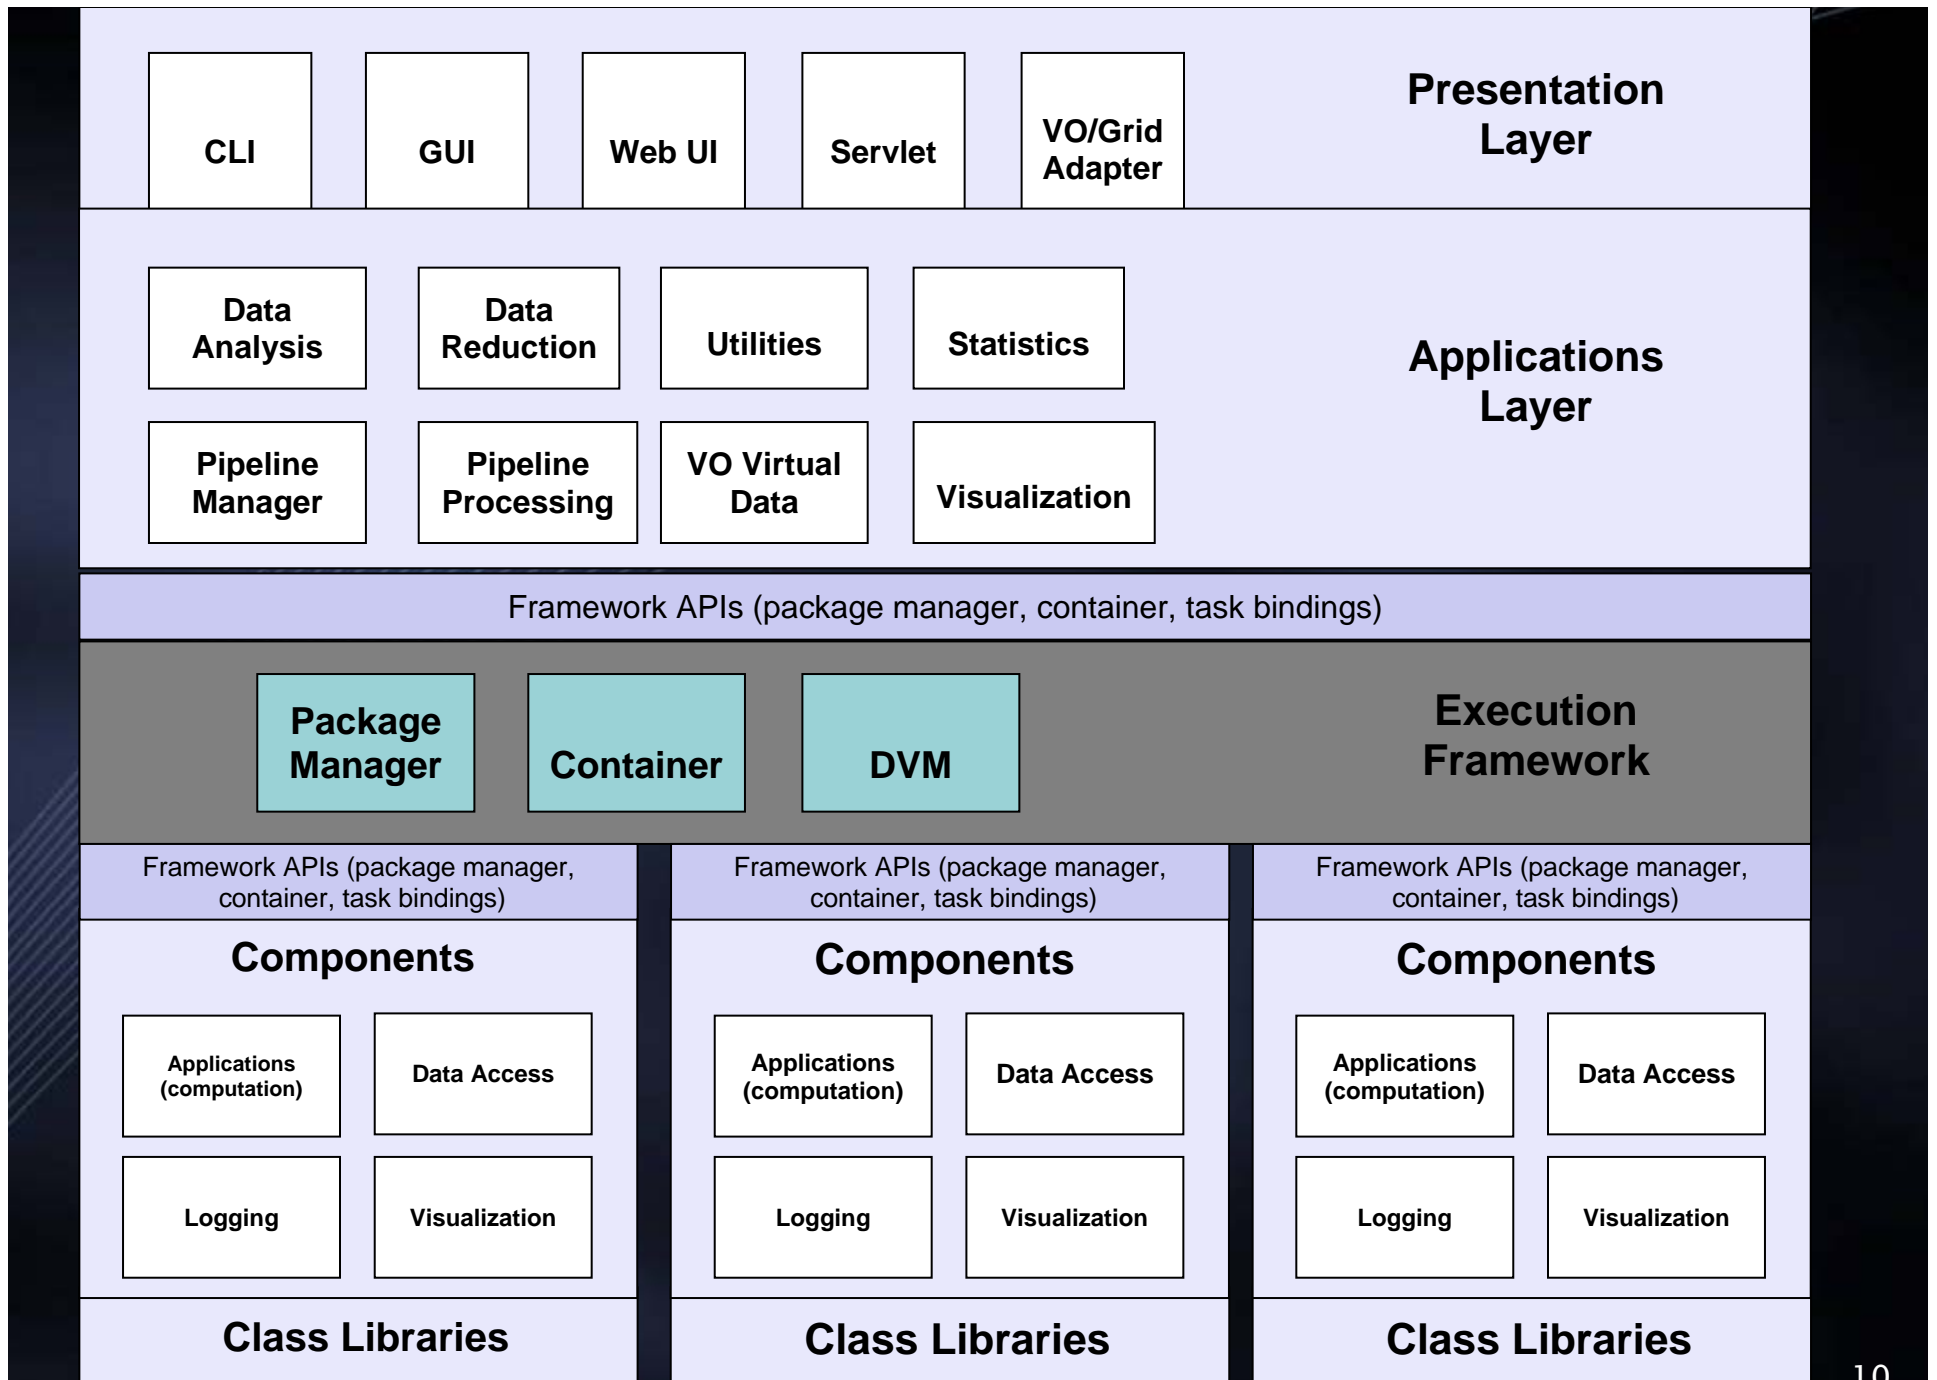 CLI
GUI
Web UI
Servlet
VO/Grid
Adapter
Presentation
Layer
Data
Analysis
Data
Reduction
Utilities
Statistics
Applications
Layer
Pipeline
Manager
Pipeline
Processing
VO Virtual
Data
Visualization
Framework APIs (package manager, container, task bindings)
Package
Manager
Container
DVM
Execution
Framework
Framework APIs (package manager,
container, task bindings)
Framework APIs (package manager,
container, task bindings)
Framework APIs (package manager,
container, task bindings)
Components
Components
Components
Applications
(computation)
Data Access
Applications
(computation)
Data Access
Applications
(computation)
Data Access
Logging
Visualization
Logging
Visualization
Logging
Visualization
Class Libraries
Class Libraries
Class Libraries
10